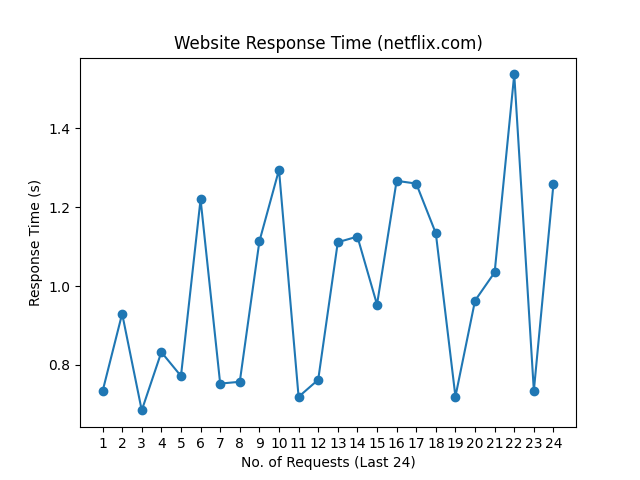 Website Response Time (netflix.com)
Response Time (s)
1.4
1.2
1.0
0.8
1 2 3 4 5 6 7 8 9 10 11 12 13 14 15 16 17 18 19 20 21 22 23 24
No. of Requests (Last 24)